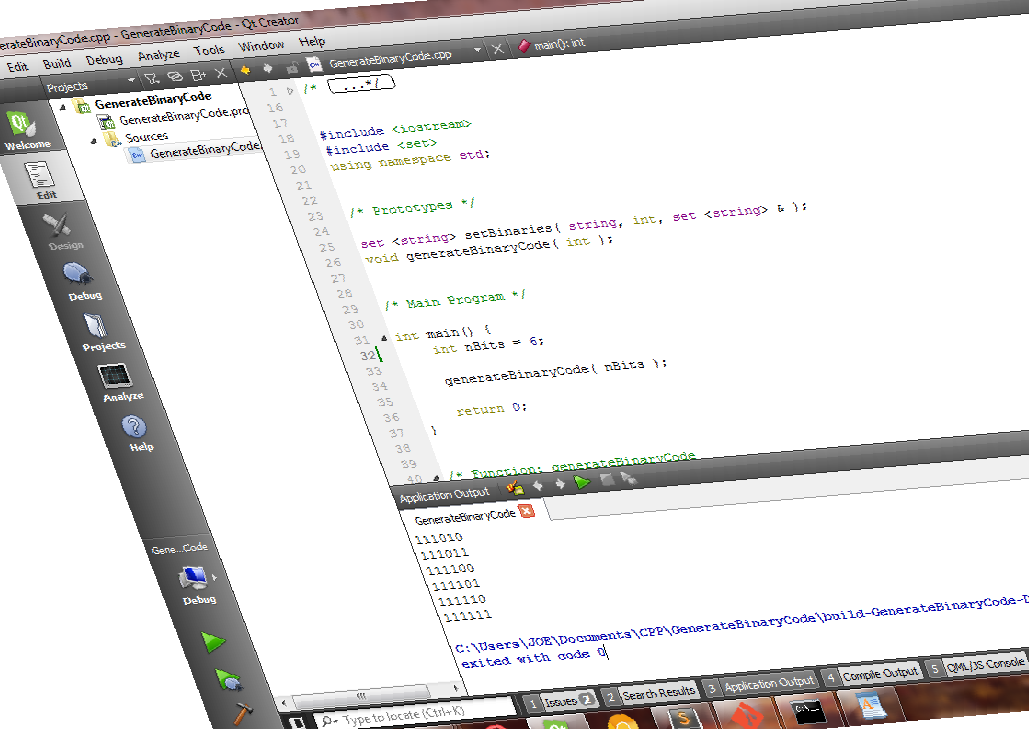 erateBinaryCode.cpp - GenerateBinaryCode - Qt Creator
Edit Build Debug Analyze Tools Window Help
Projects
GenerateBinaryCode.cpp
main(): int
GenerateBinaryCode
GenerateBinaryCode.pro
Sources
GenerateBinaryCode.
Welcome
Edit
Design
Debug
Projects
Analyze
Help
Gene...Code
Debug
1 /* ...*/
16
17
18 #include <iostream>
19 #include <set>
20 using namespace std;
21
22
23 /* Prototypes */
24
25 set <string> setBinaries( string, int, set <string> & );
26 void generateBinaryCode( int );
27
28
29 /* Main Program */
30
31 int main() {
32 int nBits = 6;
33
34 generateBinaryCode( nBits );
35
36 return 0;
37 }
38
39
40 /* Function: generateBinaryCode
Application Output
GenerateBinaryCode
111010
111011
111100
111101
111110
111111
C:\Users\JOE\Documents\CPP\GenerateBinaryCode\build-GenerateBinaryCode-D
exited with code 0
Type to locate (Ctrl+K)
1 Issues 2
2 Search Results
3 Application Output
4 Compile Output
5 QML/JS Console